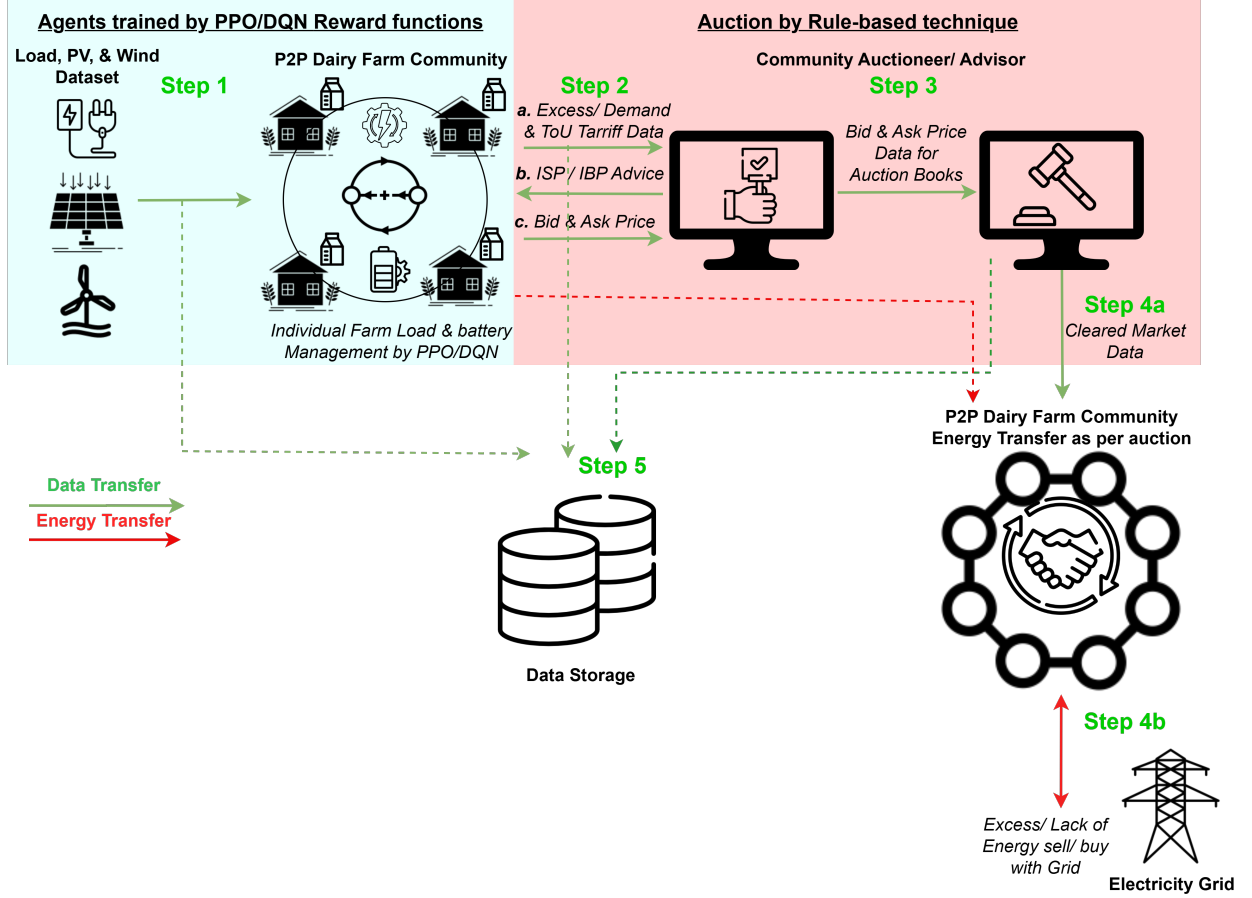 Agents trained by PPO/DQN Reward functions
Auction by Rule-based technique
Load, PV, & Wind
Dataset
Step 1
P2P Dairy Farm Community
Individual Farm Load & battery
Management by PPO/DQN
Step 2
a. Excess/ Demand
& ToU Tarriff Data
b. ISP / IBP Advice
c. Bid & Ask Price
Community Auctioneer/ Advisor
Step 3
Bid & Ask Price
Data for
Auction Books
Step 4a
Cleared Market
Data
P2P Dairy Farm Community
Energy Transfer as per auction
Step 5
Data Transfer
Energy Transfer
Data Storage
Step 4b
Excess/ Lack of
Energy sell/ buy
with Grid
Electricity Grid